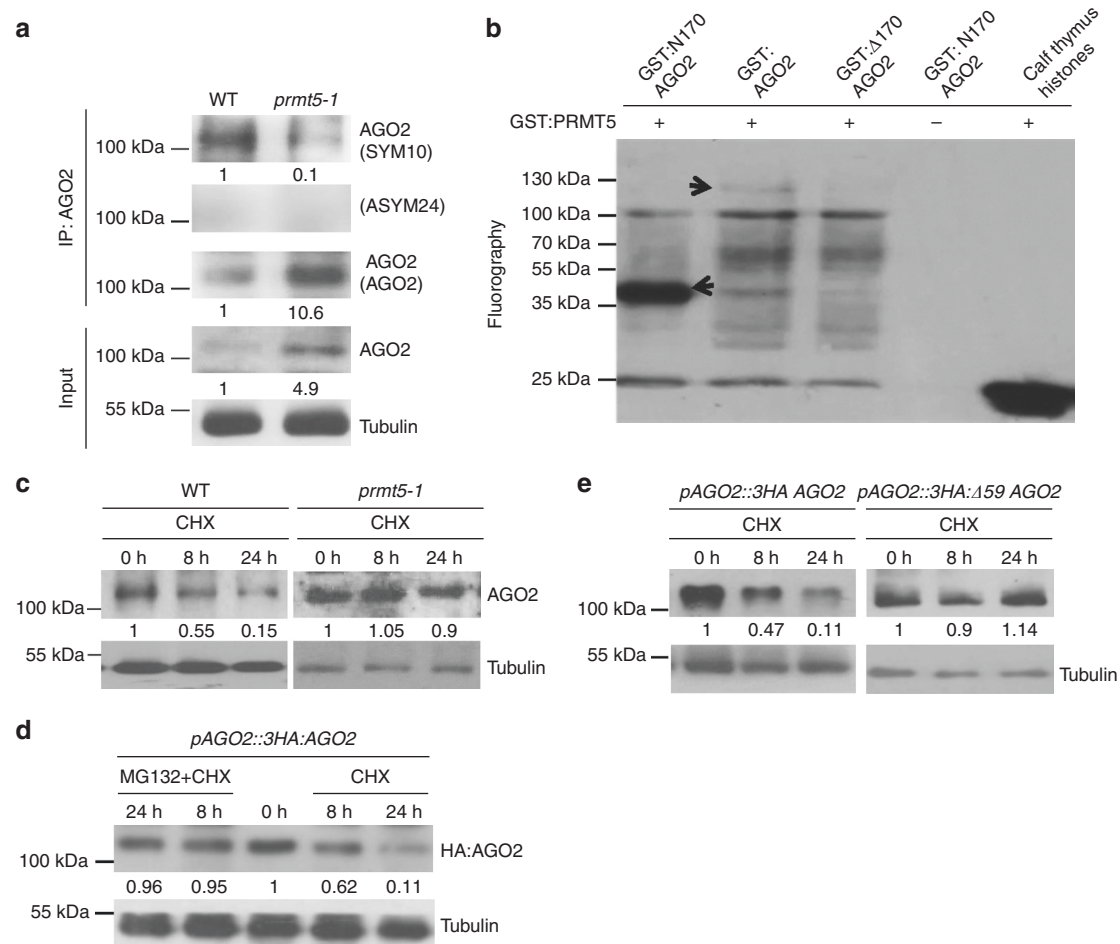 a
WT prmt5-1
IP: AGO2
100 kDa
AGO2
(SYM10)
1 0.1
100 kDa
(ASYM24)
100 kDa
AGO2
(AGO2)
1 10.6
Input
100 kDa
AGO2
1 4.9
55 kDa
Tubulin
b
GST:N170
AGO2
GST:
AGO2
GST:Δ170
AGO2
GST: N170
AGO2
Calf thymus
histones
GST:PRMT5 + + + − +
Fluorography
130 kDa
100 kDa
70 kDa
55 kDa
35 kDa
25 kDa
c
WT prmt5-1
CHX CHX
0 h 8 h 24 h 0 h 8 h 24 h
100 kDa
AGO2
1 0.55 0.15 1 1.05 0.9
55 kDa
Tubulin
d
pAGO2::3HA:AGO2
MG132+CHX CHX
24 h 8 h 0 h 8 h 24 h
100 kDa
HA:AGO2
0.96 0.95 1 0.62 0.11
55 kDa
Tubulin
e
pAGO2::3HA AGO2 pAGO2::3HA:Δ59 AGO2
CHX CHX
0 h 8 h 24 h 0 h 8 h 24 h
100 kDa
1 0.47 0.11 1 0.9 1.14
55 kDa
Tubulin